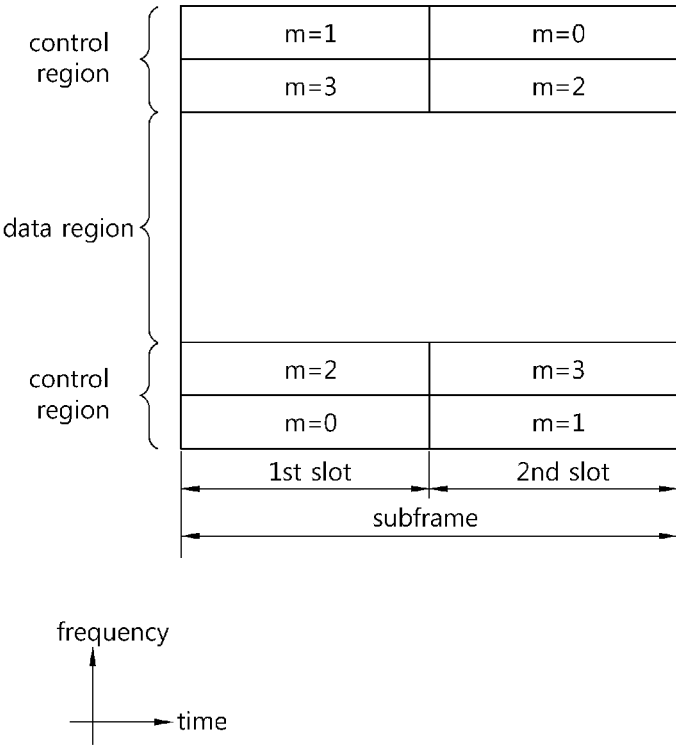 control
region
m=1
m=0
m=3
m=2
data region
control
region
m=2
m=3
m=0
m=1
1st slot
2nd slot
subframe
frequency
time